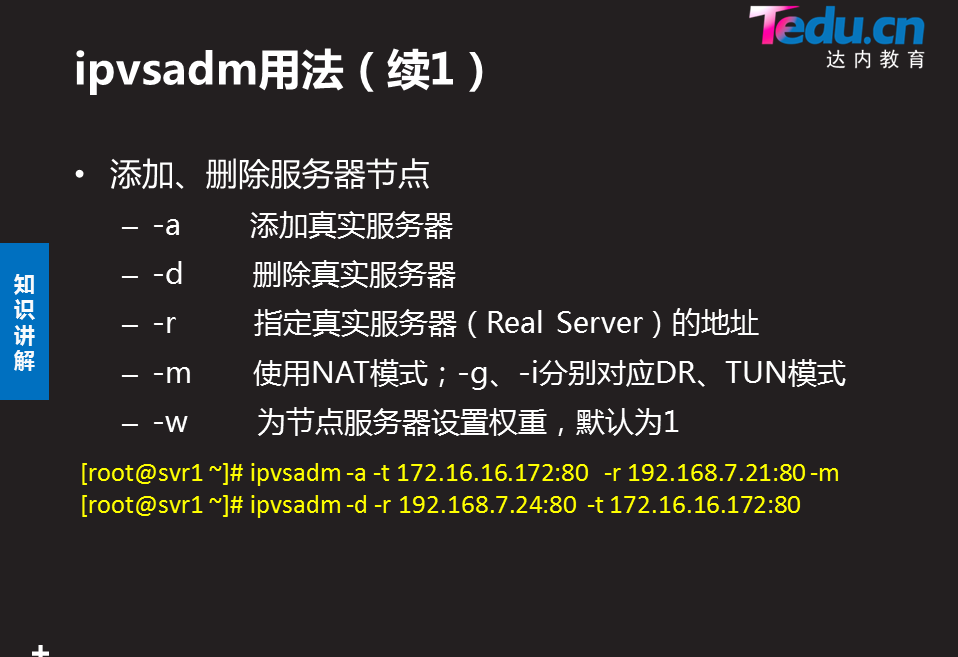 Tedu.cn
达内教育
ipvsadm用法（续1）
• 添加、删除服务器节点
– -a 添加真实服务器
– -d 删除真实服务器
– -r 指定真实服务器（Real Server）的地址
– -m 使用NAT模式；-g、-i分别对应DR、TUN模式
– -w 为节点服务器设置权重，默认为1
[root@svr1 ~]# ipvsadm -a -t 172.16.16.172:80 -r 192.168.7.21:80 -m
[root@svr1 ~]# ipvsadm -d -r 192.168.7.24:80 -t 172.16.16.172:80
知识讲解
+